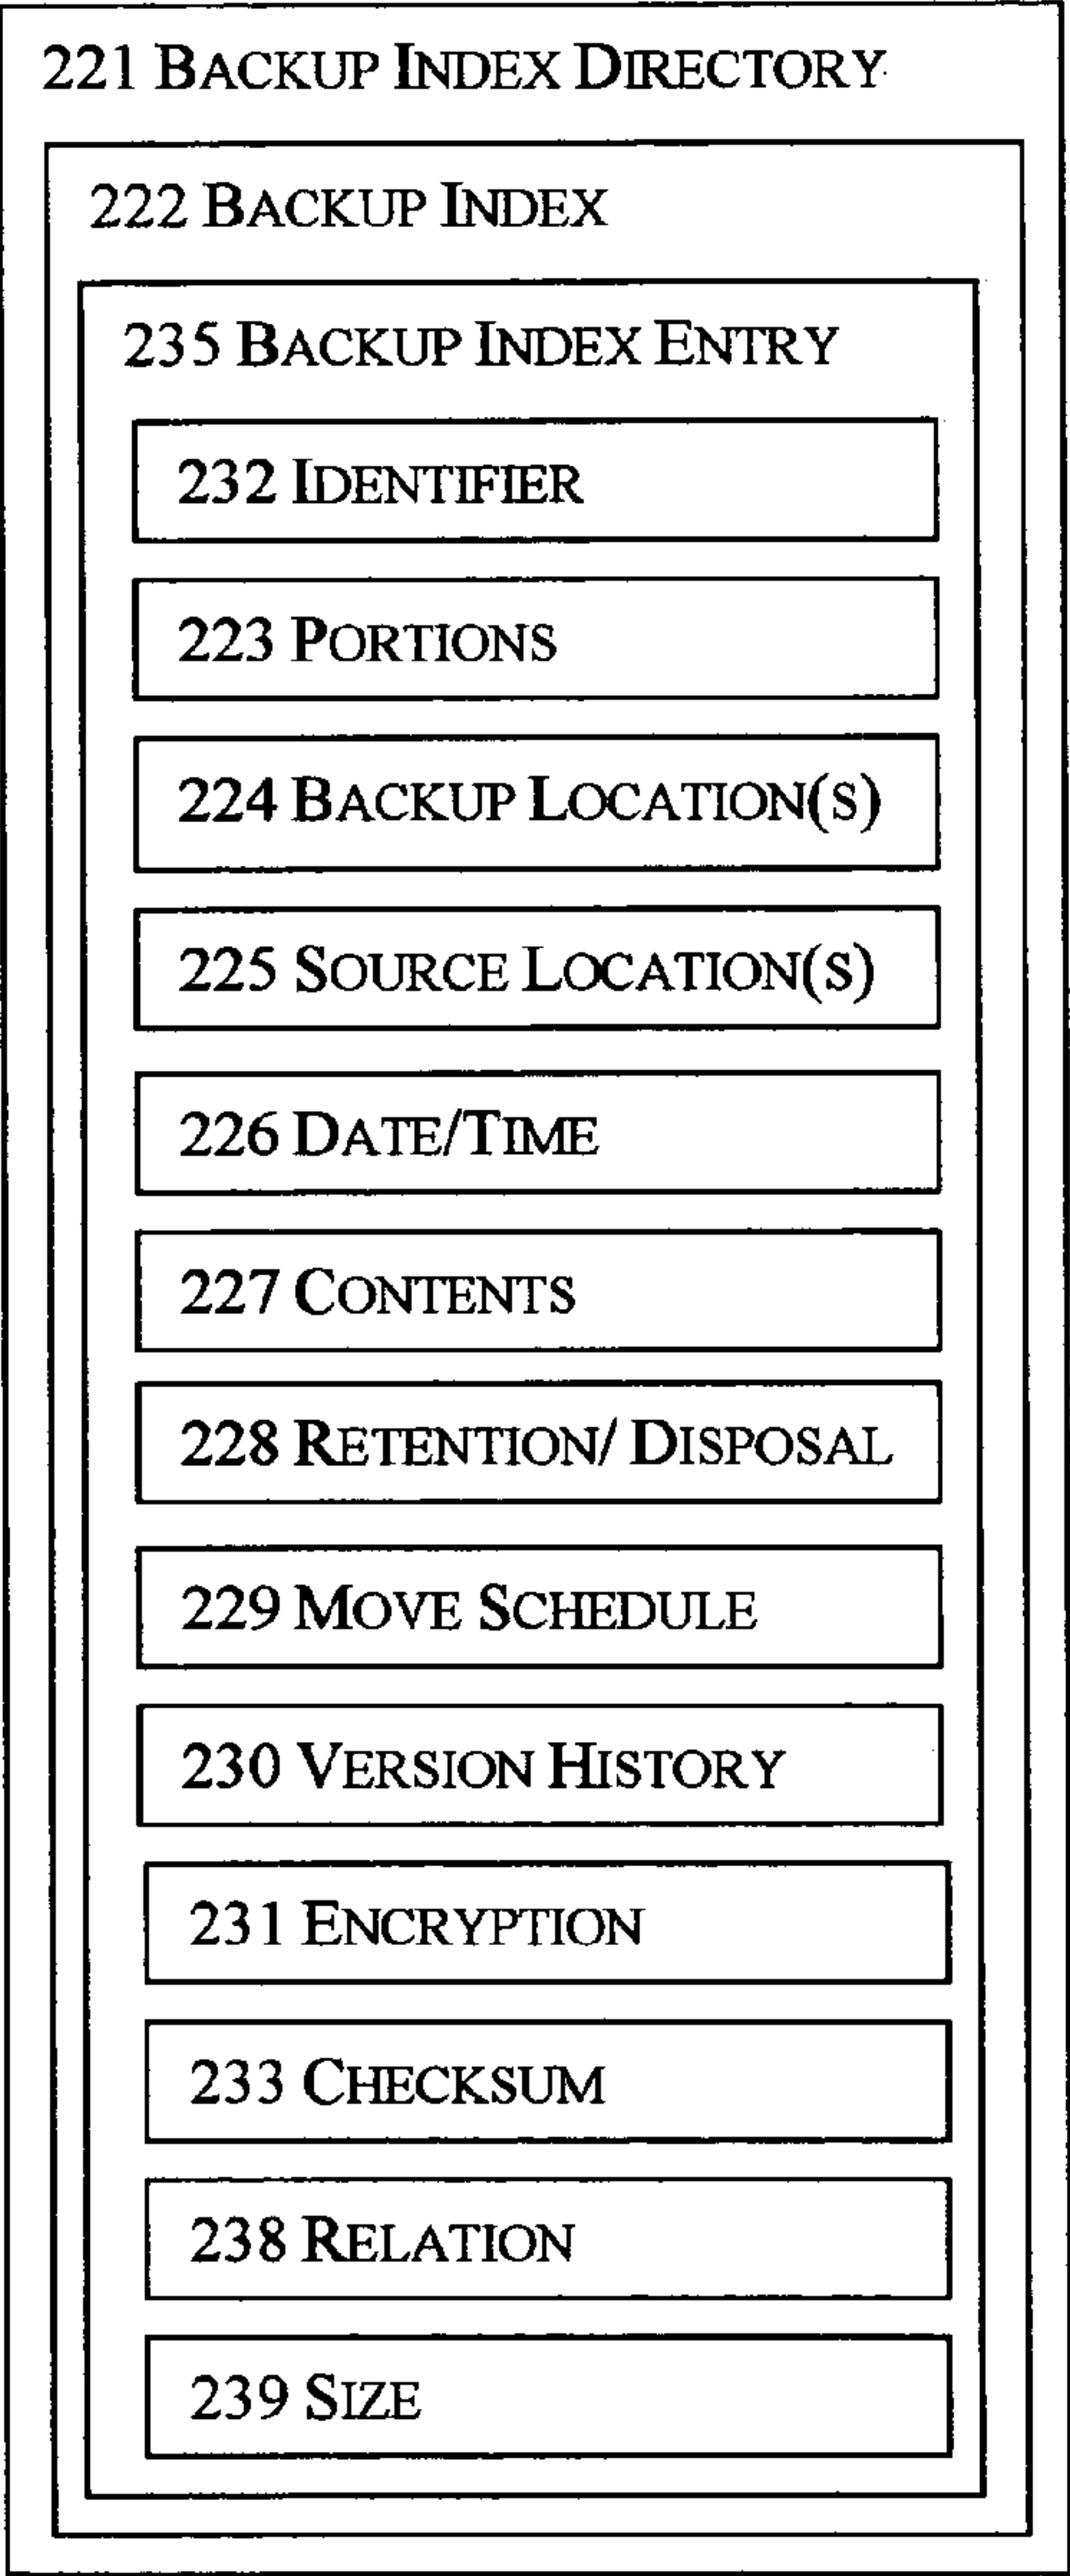 221 BACKUP INDEX DIRECTORY
222 BACKUP INDEX
235 BACKUP INDEX ENTRY
232 IDENTIFIER
223 PORTIONS
224 BACKUP LOCATION(S)
225 SOURCE LOCATION(S)
226 DATE/TIME
227 CONTENTS
228 RETENTION/ DISPOSAL
229 MOVE SCHEDULE
230 VERSION HISTORY
231 ENCRYPTION
233 CHECKSUM
238 RELATION
239 SIZE